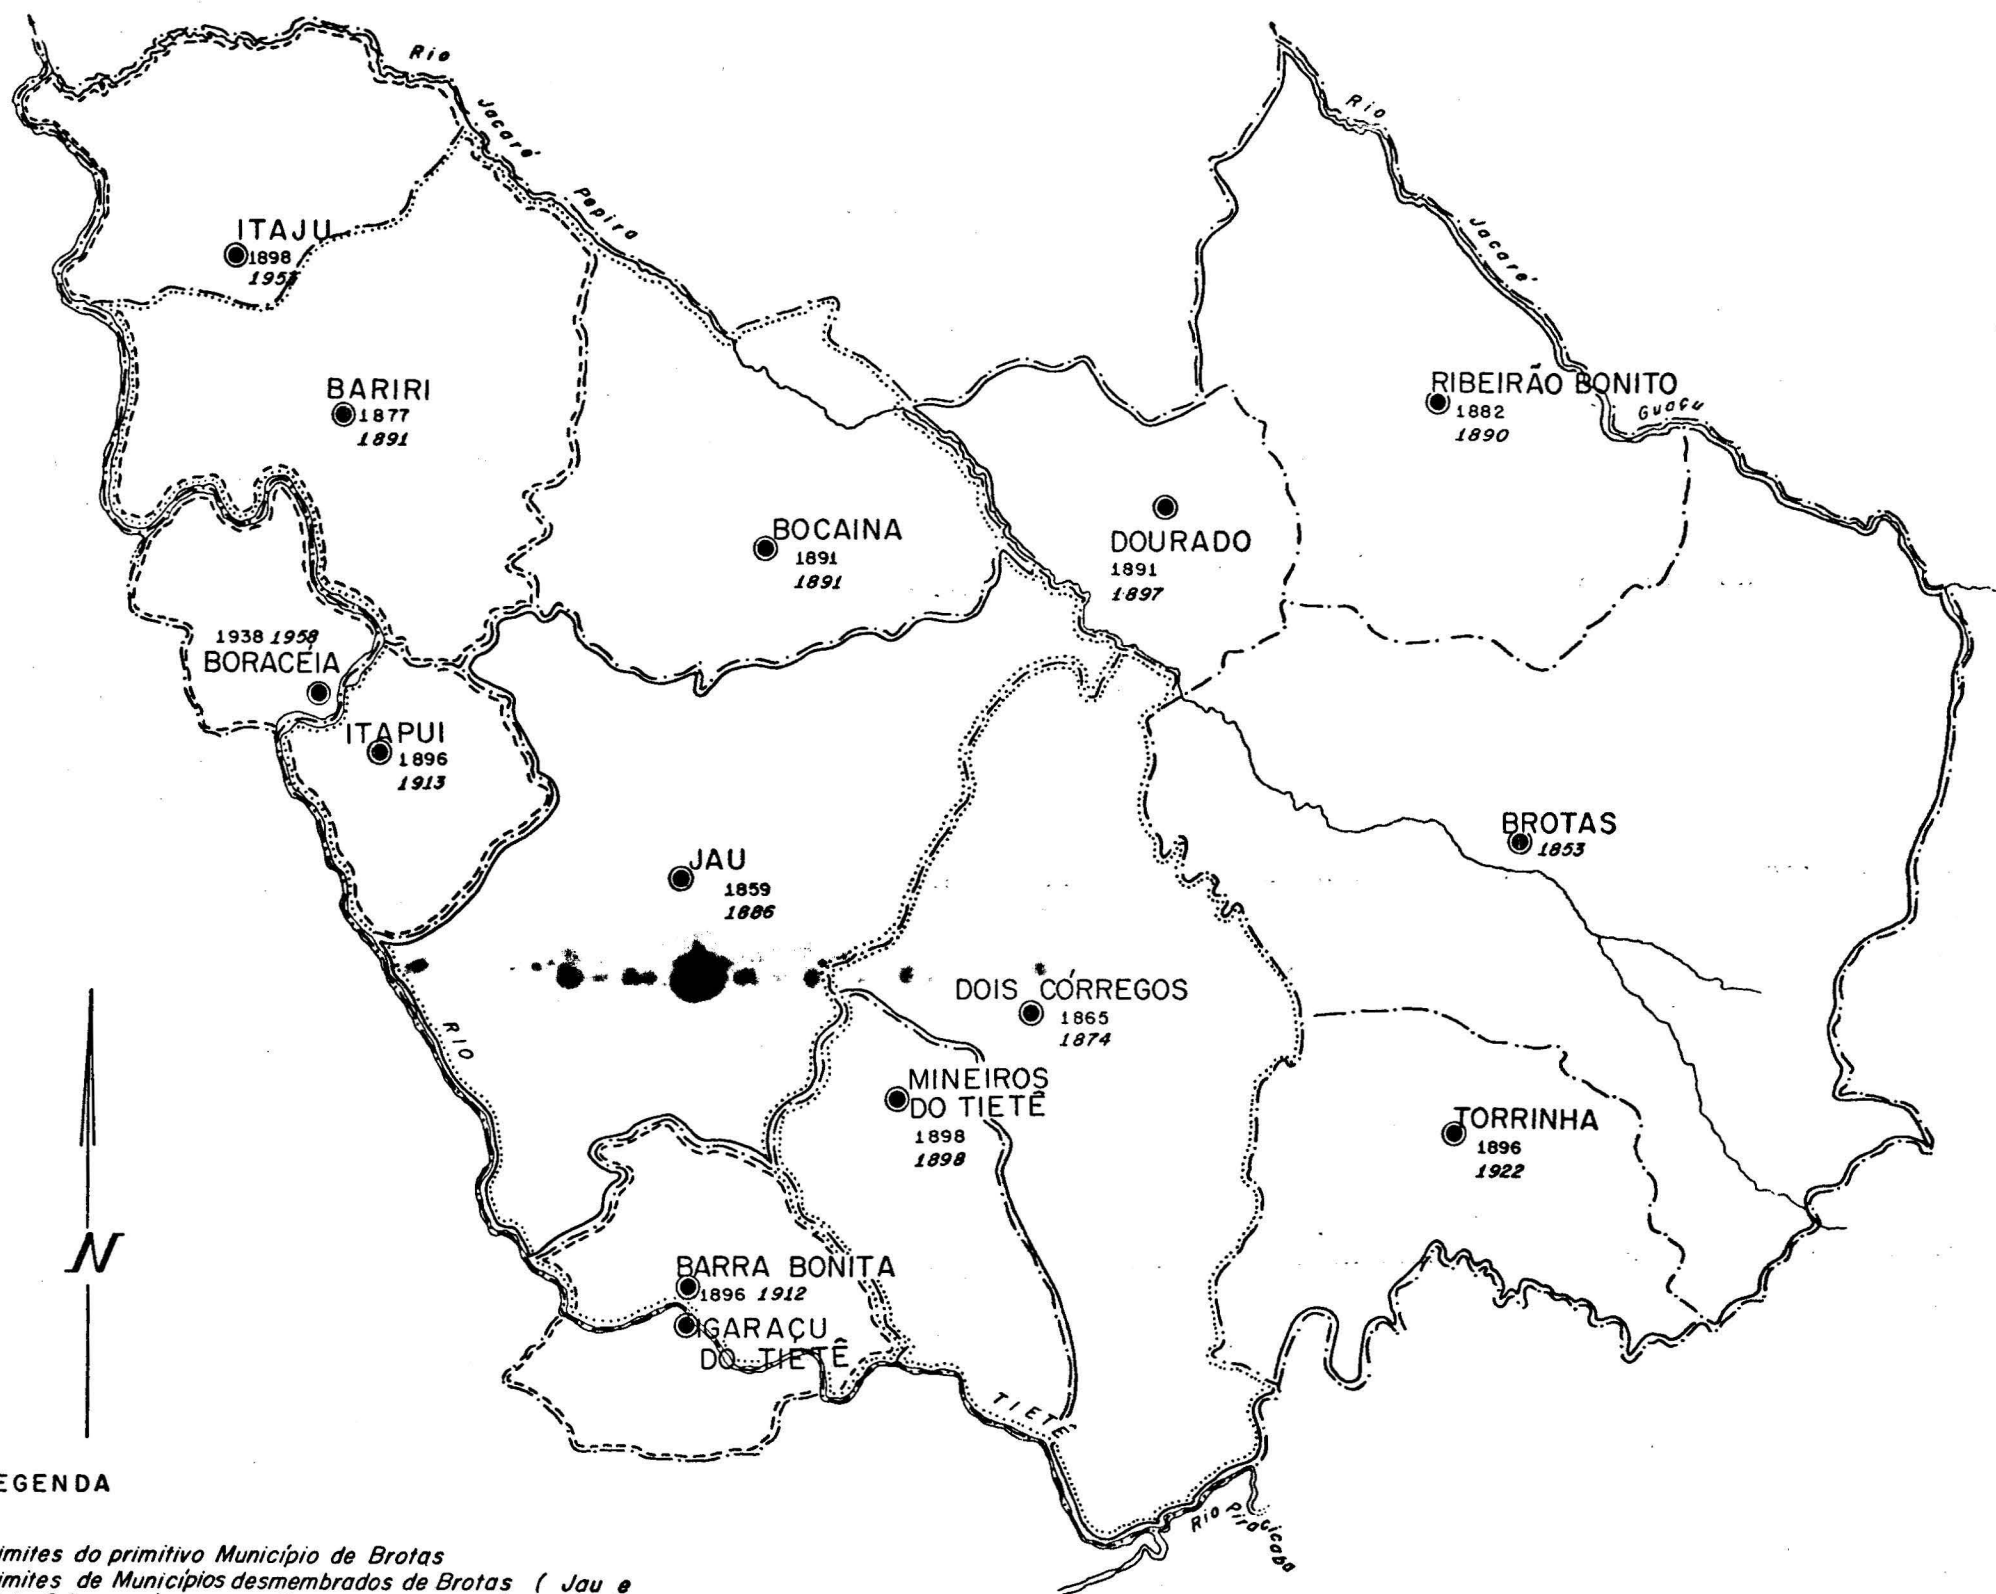 Rio
Jacaré
Pepira
Rio
Jacaré
Guaçu
ITAJU
1898
BARIRI
1877
1891
RIBEIRÃO BONITO
1882
1890
BOCAINA
1891
1891
DOURADO
1891
1897
1938 1958
BORACEIA
ITAPUI
1896
1913
BROTAS
1853
JAU
1859
1886
DOIS CÓRREGOS
1865
1874
RIO
MINEIROS
DO TIETÊ
1898
1898
TORRINHA
1896
1922
N
BARRA BONITA
1896 1912
IGARAÇU
DO TIETÊ
TIETÊ
Rio Piracicaba
EGENDA
imites do primitivo Município de Brotas
imites de Municípios desmembrados de Brotas ( Jau e